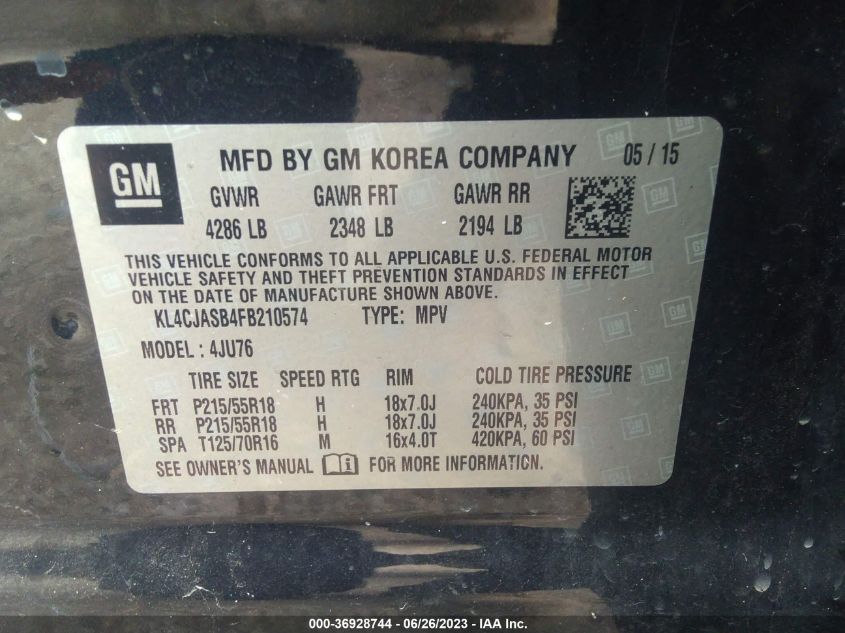 GM MFD BY GM KOREA COMPANY 05 / 15
GVWR GAWR FRT GAWR RR
4286 LB 2348 LB 2194 LB
THIS VEHICLE CONFORMS TO ALL APPLICABLE U.S. FEDERAL MOTOR
VEHICLE SAFETY AND THEFT PREVENTION STANDARDS IN EFFECT
ON THE DATE OF MANUFACTURE SHOWN ABOVE.
KL4CJASB4FB210574 TYPE: MPV
MODEL : 4JU76
TIRE SIZE SPEED RTG RIM COLD TIRE PRESSURE
FRT P215/55R18 H 18x7.0J 240KPA, 35 PSI
RR P215/55R18 H 18x7.0J 240KPA, 35 PSI
SPA T125/70R16 M 16x4.0T 420KPA, 60 PSI
SEE OWNER'S MANUAL FOR MORE INFORMATION.
000-36928744 - 06/26/2023 - IAA Inc.